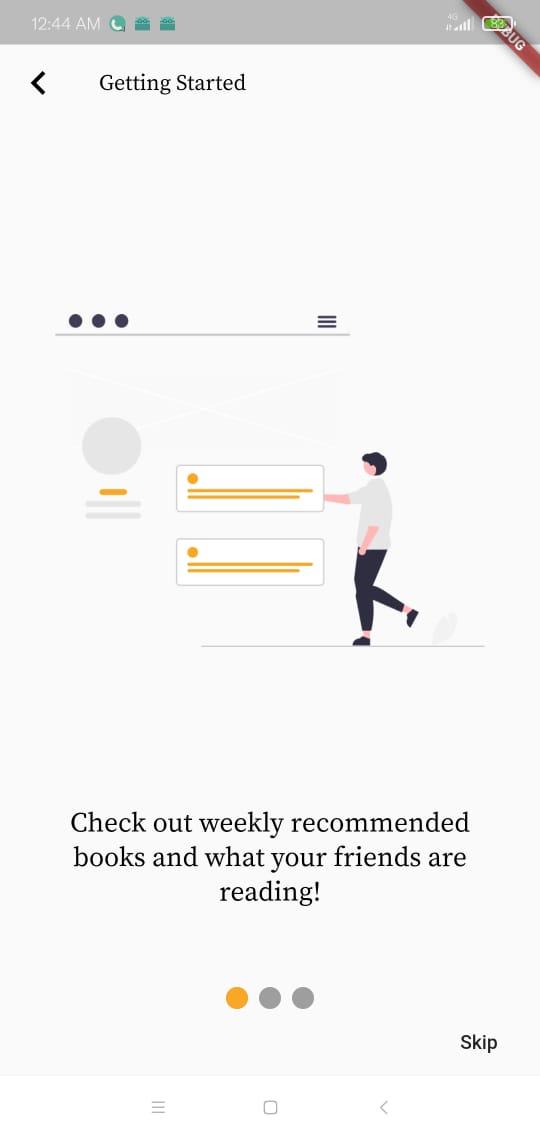 12:44 AM
4G
83
BUG
Getting Started
Check out weekly recommended
books and what your friends are
reading!
Skip